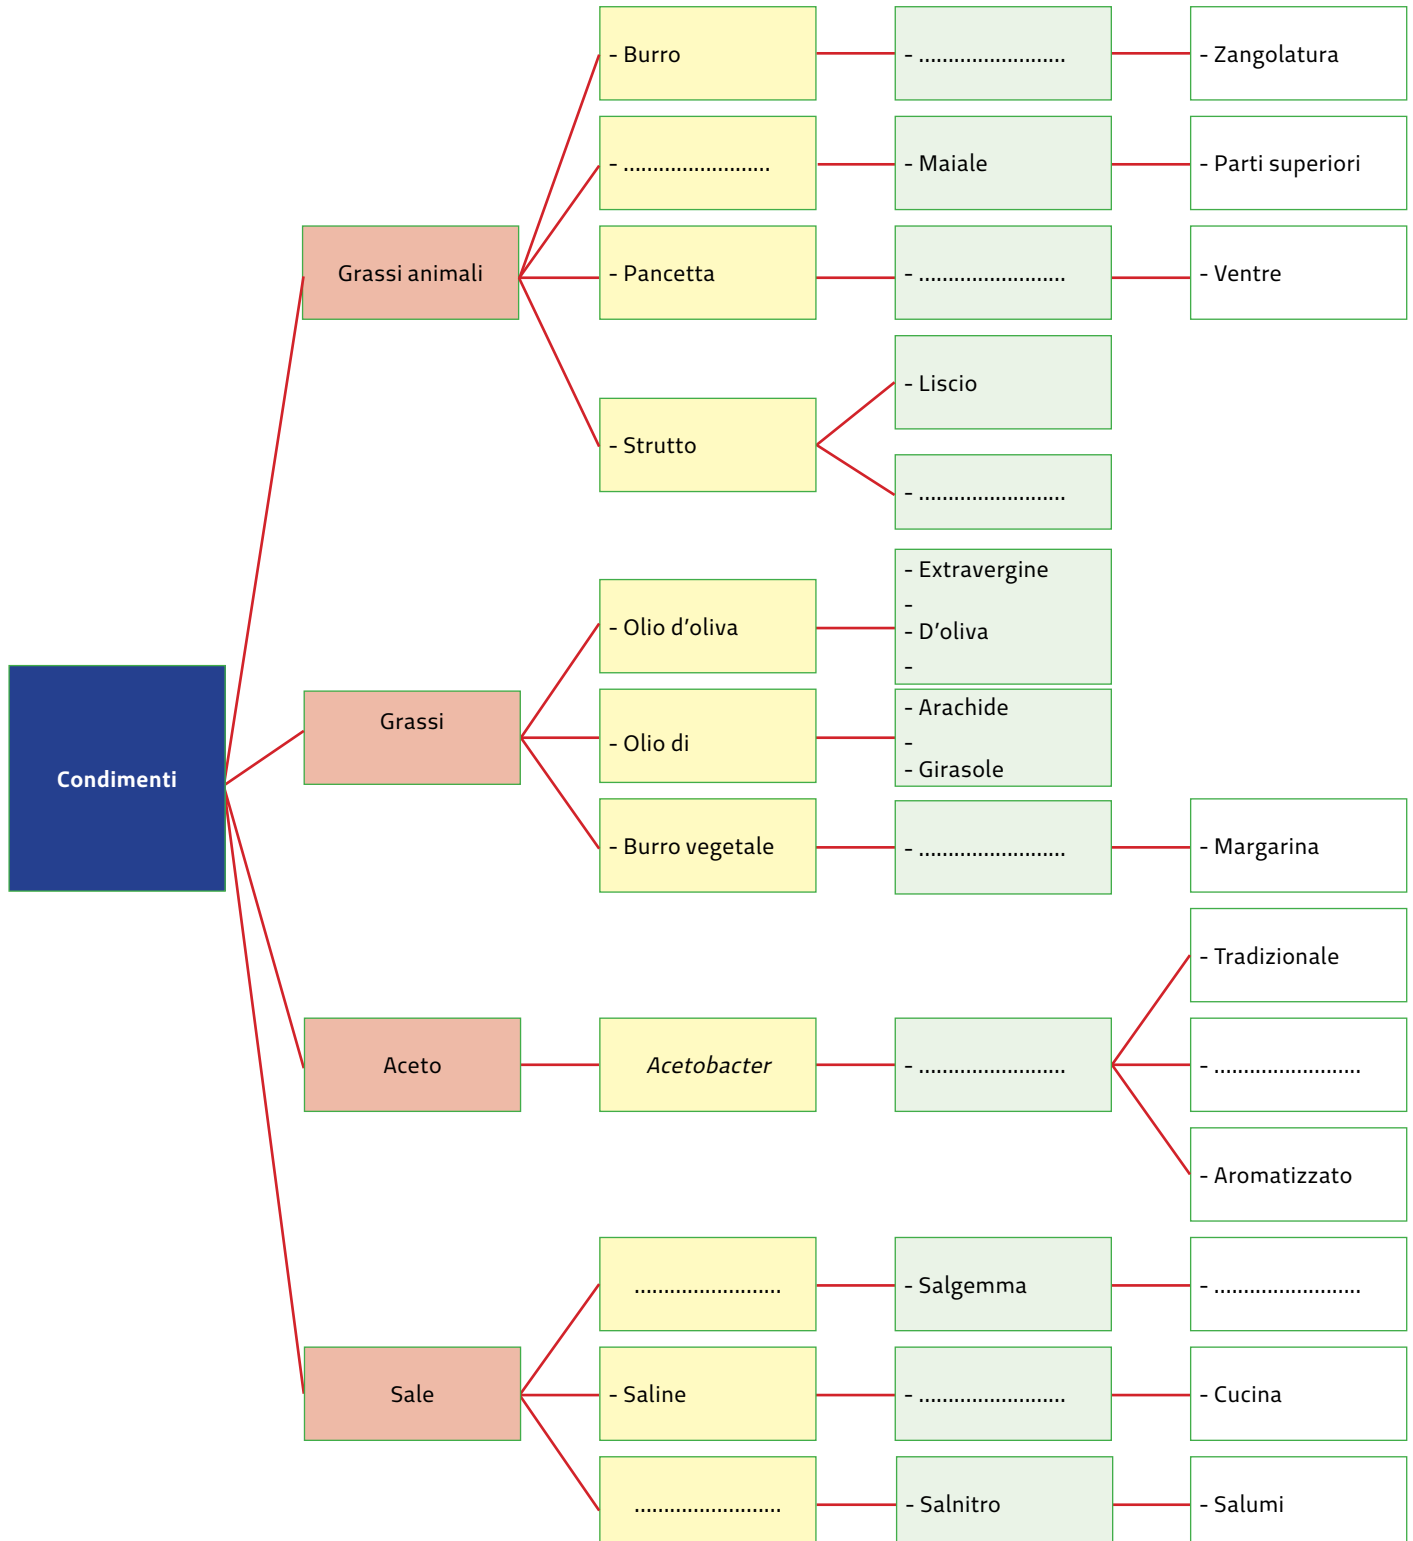 - Burro
- .........................
- Zangolatura
- .........................
- Maiale
- Parti superiori
Grassi animali
- Pancetta
- .........................
- Ventre
- Liscio
- Strutto
- .........................
- Extravergine
-
- Olio d'oliva
- D'oliva
-
Grassi
- Arachide
- Olio di
-
- Girasole
Condimenti
- Burro vegetale
- .........................
- Margarina
- Tradizionale
Aceto
Acetobacter
- .........................
- .........................
- Aromatizzato
.........................
- Salgemma
- .........................
Sale
- Saline
- .........................
- Cucina
.........................
- Salnitro
- Salumi